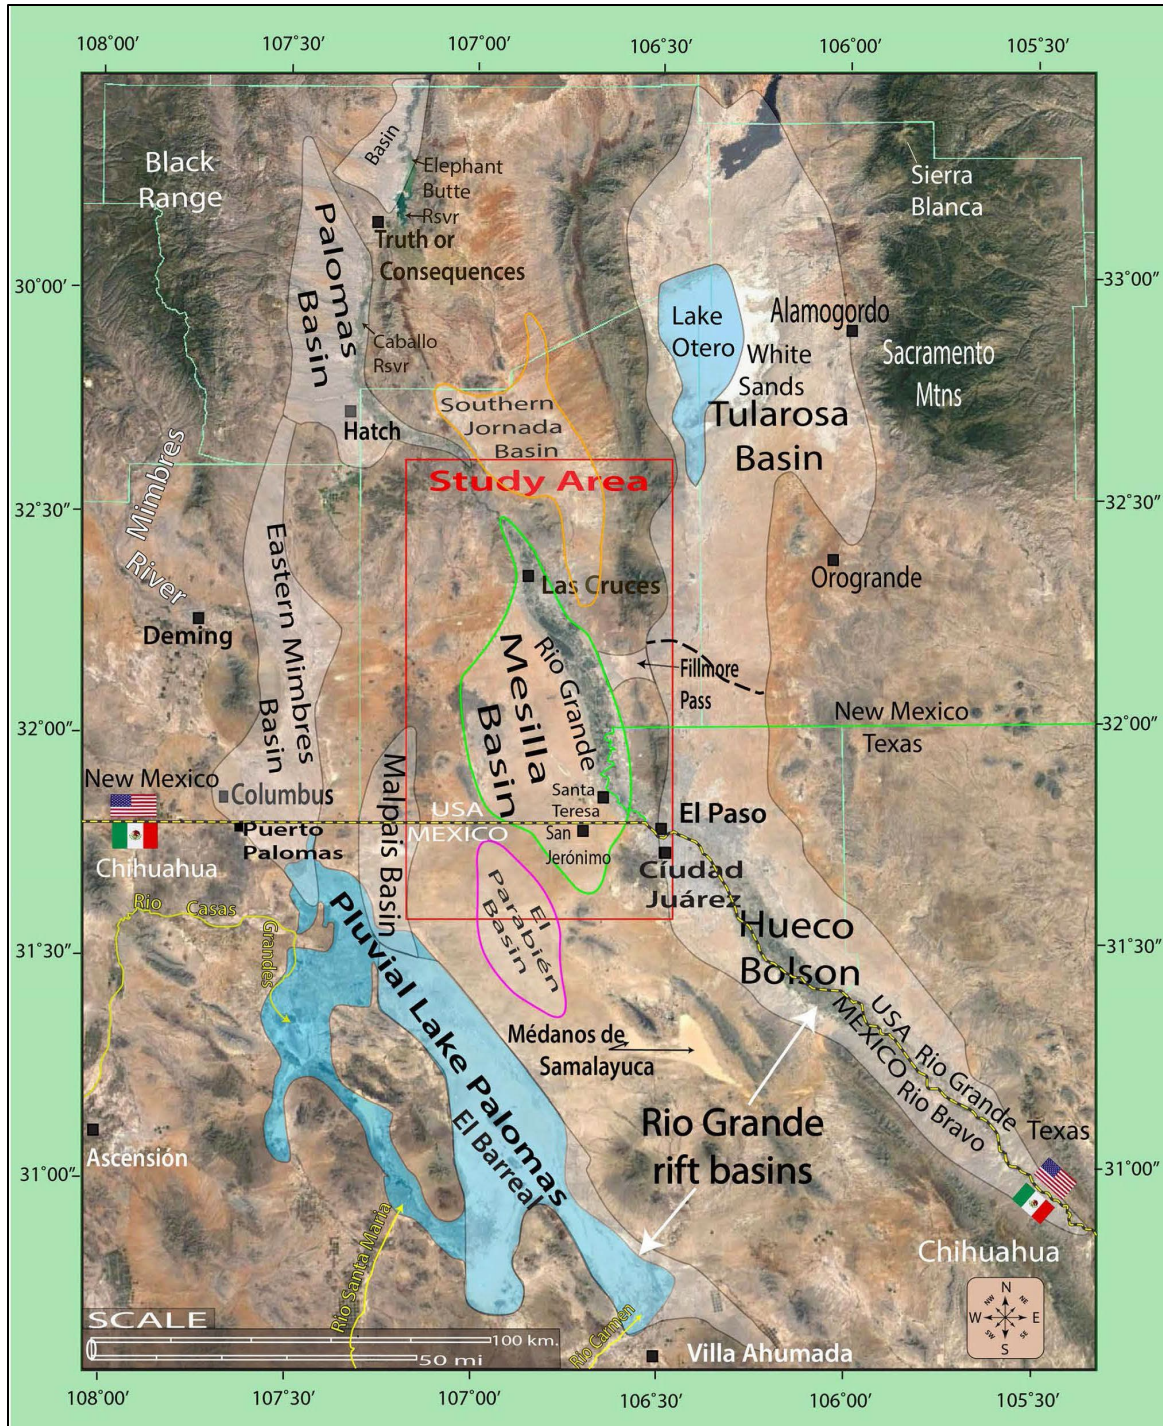 108˚00’ 107˚30’ 107˚00’ 106˚30’ 106˚00’ 105˚30’
Basin
Black
Range
Elephant
Butte
Rsvr
Sierra
Blanca
Truth or
Consequences
Palomas
Basin
30˚00’
33˚00”
Lake
Otero
Alamogordo
Caballo
Rsvr
White
Sands
Sacramento
Mtns
Southern
Jornada
Basin
Tularosa
Basin
Hatch
Mimbres
River
Study Area
32˚30”
32˚30”
Eastern Mimbres
Basin
Las Cruces
Orogrande
Deming
Mesilla
Basin
Rio Grande
Fillmore
Pass
32˚00”
32˚00”
New Mexico
Texas
Malpais Basin
New Mexico
Columbus
Santa
Teresa
USA
MÉXICO
El Paso
Puerto
Palomas
San
Jerónimo
Chihuahua
Cíudad
Juárez
El
Parabién
Basin
Rio Casas
Grandes
Hueco
Bolson
31˚30”
31˚30”
Pluvial Lake Palomas
El Barreal
Médanos de
Samalayuca
USA
MÉXICO
Rio Grande
Rio Bravo
Rio Grande
rift basins
Texas
Ascensión
31˚00”
31˚00”
Rio Santa Maria
Chihuahua
N
NW NE
W E
SW SE
S
SCALE
100 km.
50 mi
Rio Carmen
Villa Ahumada
108˚00’ 107˚30’ 107˚00’ 106˚30’ 106˚00’ 105˚30’